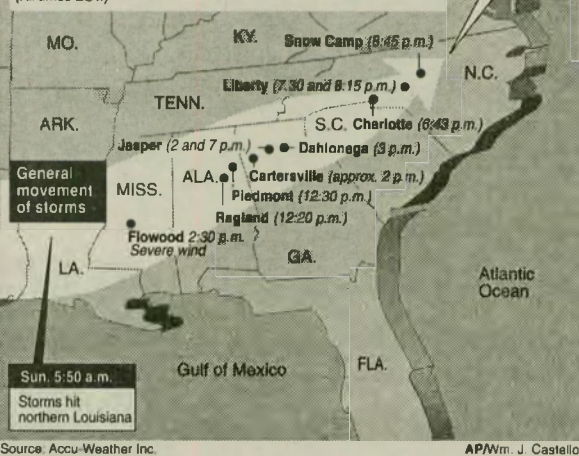 MO.
KY.
Snow Camp (8:45 p.m.)
N.C.
Liberty (7:30 and 8:15 p.m.)
TENN.
ARK.
S.C. Charlotte (6:43 p.m.)
Jasper (2 and 7 p.m.)
Dahlonega (3 p.m.)
General
movement
of storms
MISS.
ALA.
Cartersville (approx. 2 p.m.)
Piedmont (12:30 p.m.)
Ragland (12:20 p.m.)
Flowood 2:30 p.m.
Severe wind
GA.
LA.
Atlantic
Ocean
Gulf of Mexico
FLA.
Sun. 5:50 a.m.
Storms hit
northern Louisiana
Source: Accu-Weather Inc.
AP/Wm. J. Castello